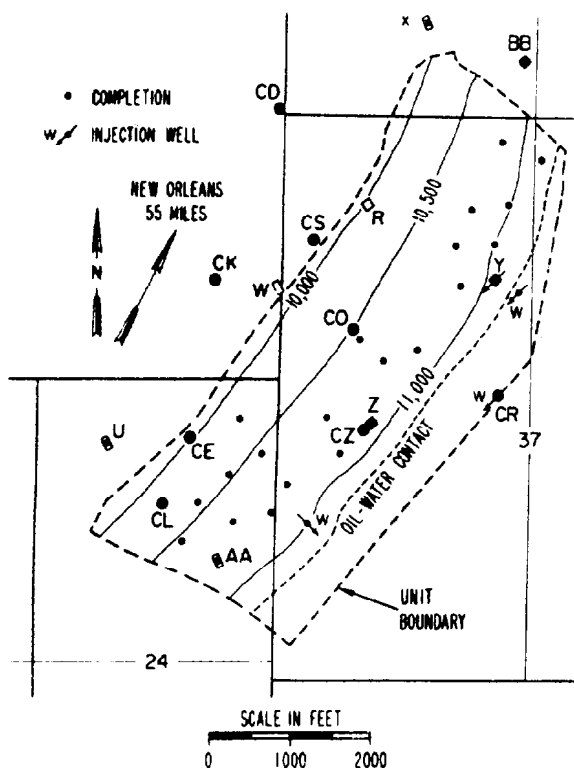 x
BB
CD
• COMPLETION
W INJECTION WELL
NEW ORLEANS
55 MILES
N
CS
R
CK
W
10,000
10,500
Y
W
CO
11,000
W
CR
Z
CZ
37
U
CE
OIL-WATER CONTACT
CL
W
AA
UNIT
BOUNDARY
24
SCALE IN FEET
0 1000 2000